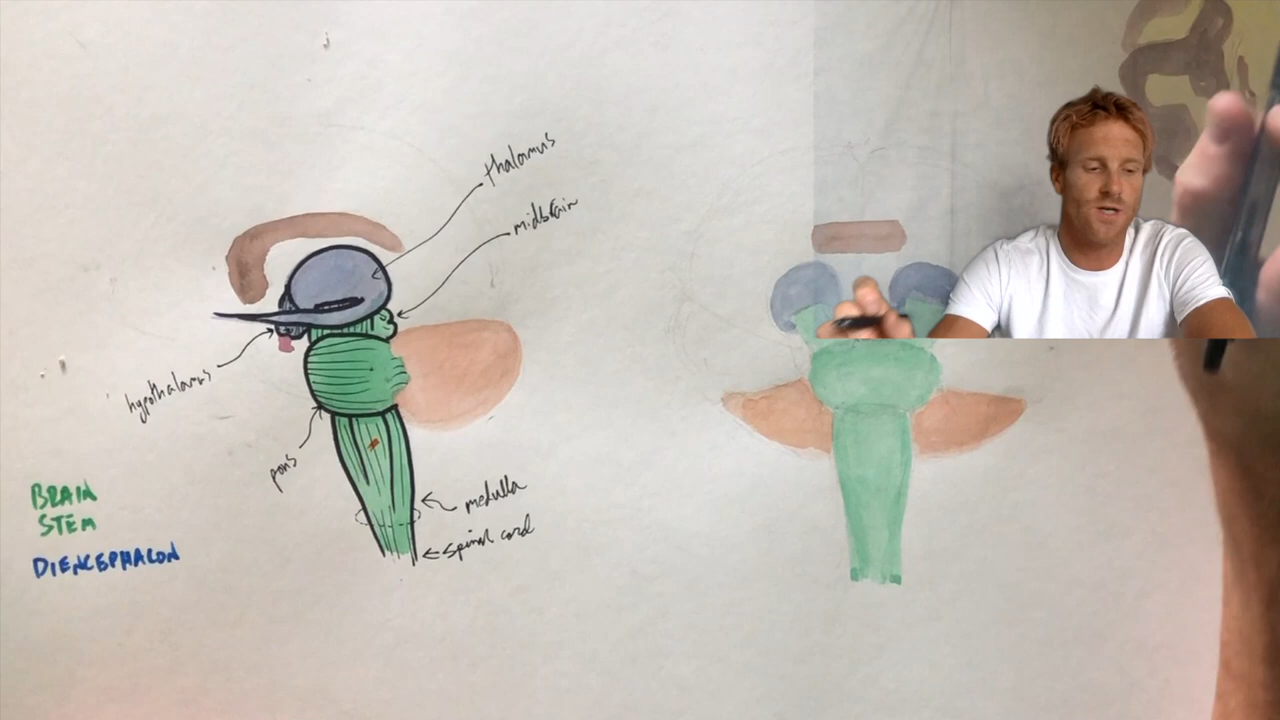 thalamus
midbrain
hypothalamus
pons
medulla
spinal cord
BRAIN
STEM
DIENCEPHALON